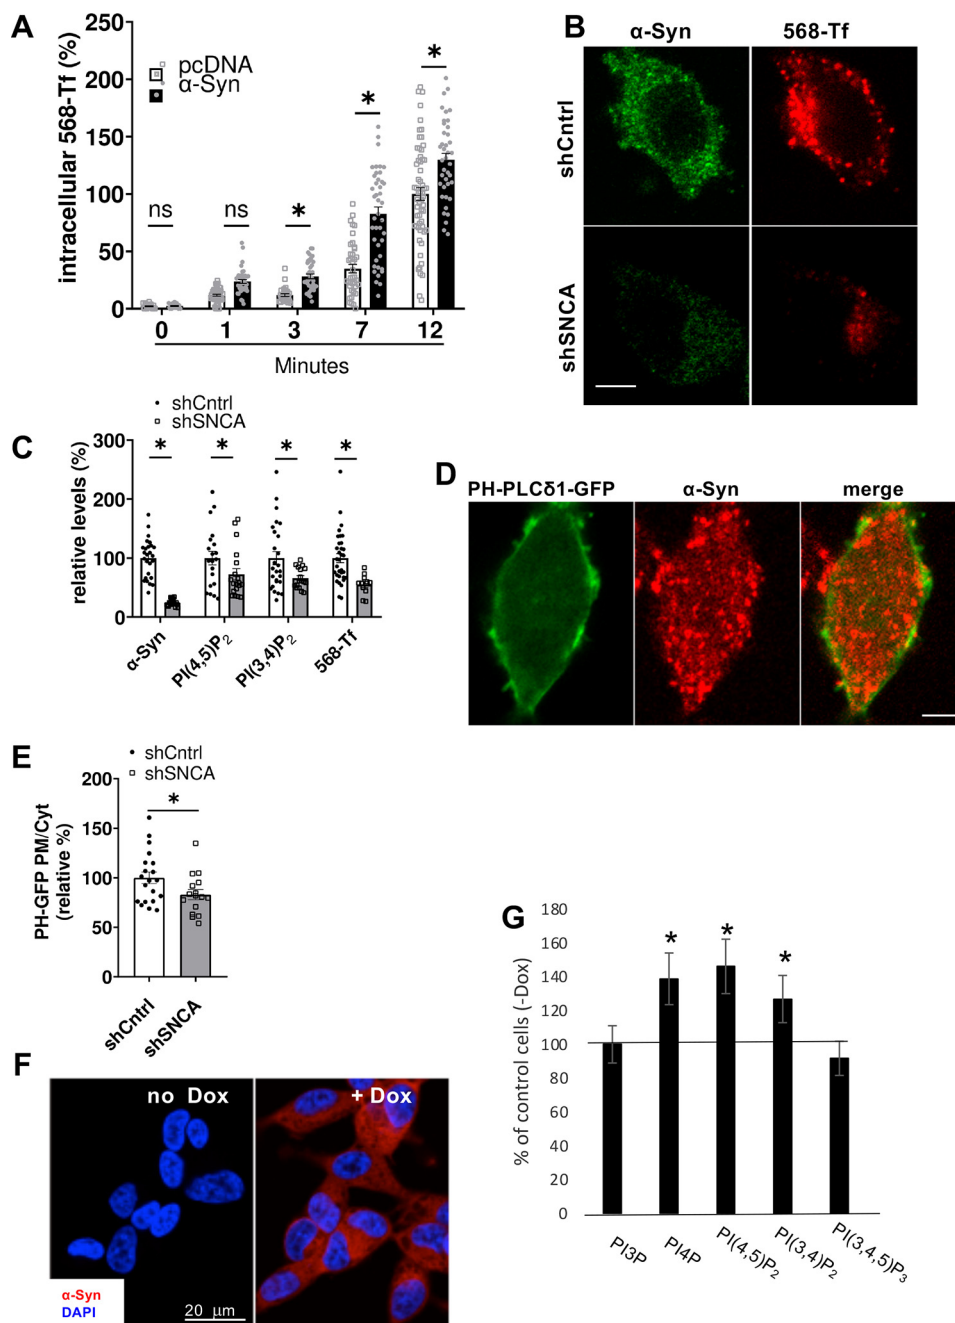 A
intracellular 568-Tf (%)
250
200
150
100
50
0
pcDNA
α-Syn
ns
ns
*
*
*
0 1 3 7 12
Minutes
B
α-Syn 568-Tf
shCntrl
shSNCA
C
shCntrl
shSNCA
relative levels (%)
300
200
100
0
* * * *
α-Syn
PI(4,5)P2
PI(3,4)P2
568-Tf
D
PH-PLCδ1-GFP α-Syn merge
E
shCntrl
shSNCA
PH-GFP PM/Cyt
(relative %)
200
150
100
50
0
*
shCntrl
shSNCA
F
no Dox + Dox
α-Syn
DAPI
20 μm
G
% of control cells (-Dox)
180
160
140
120
100
80
60
40
20
0
* * *
PI3P
PI4P
PI(4,5)P2
PI(3,4)P2
PI(3,4,5)P3